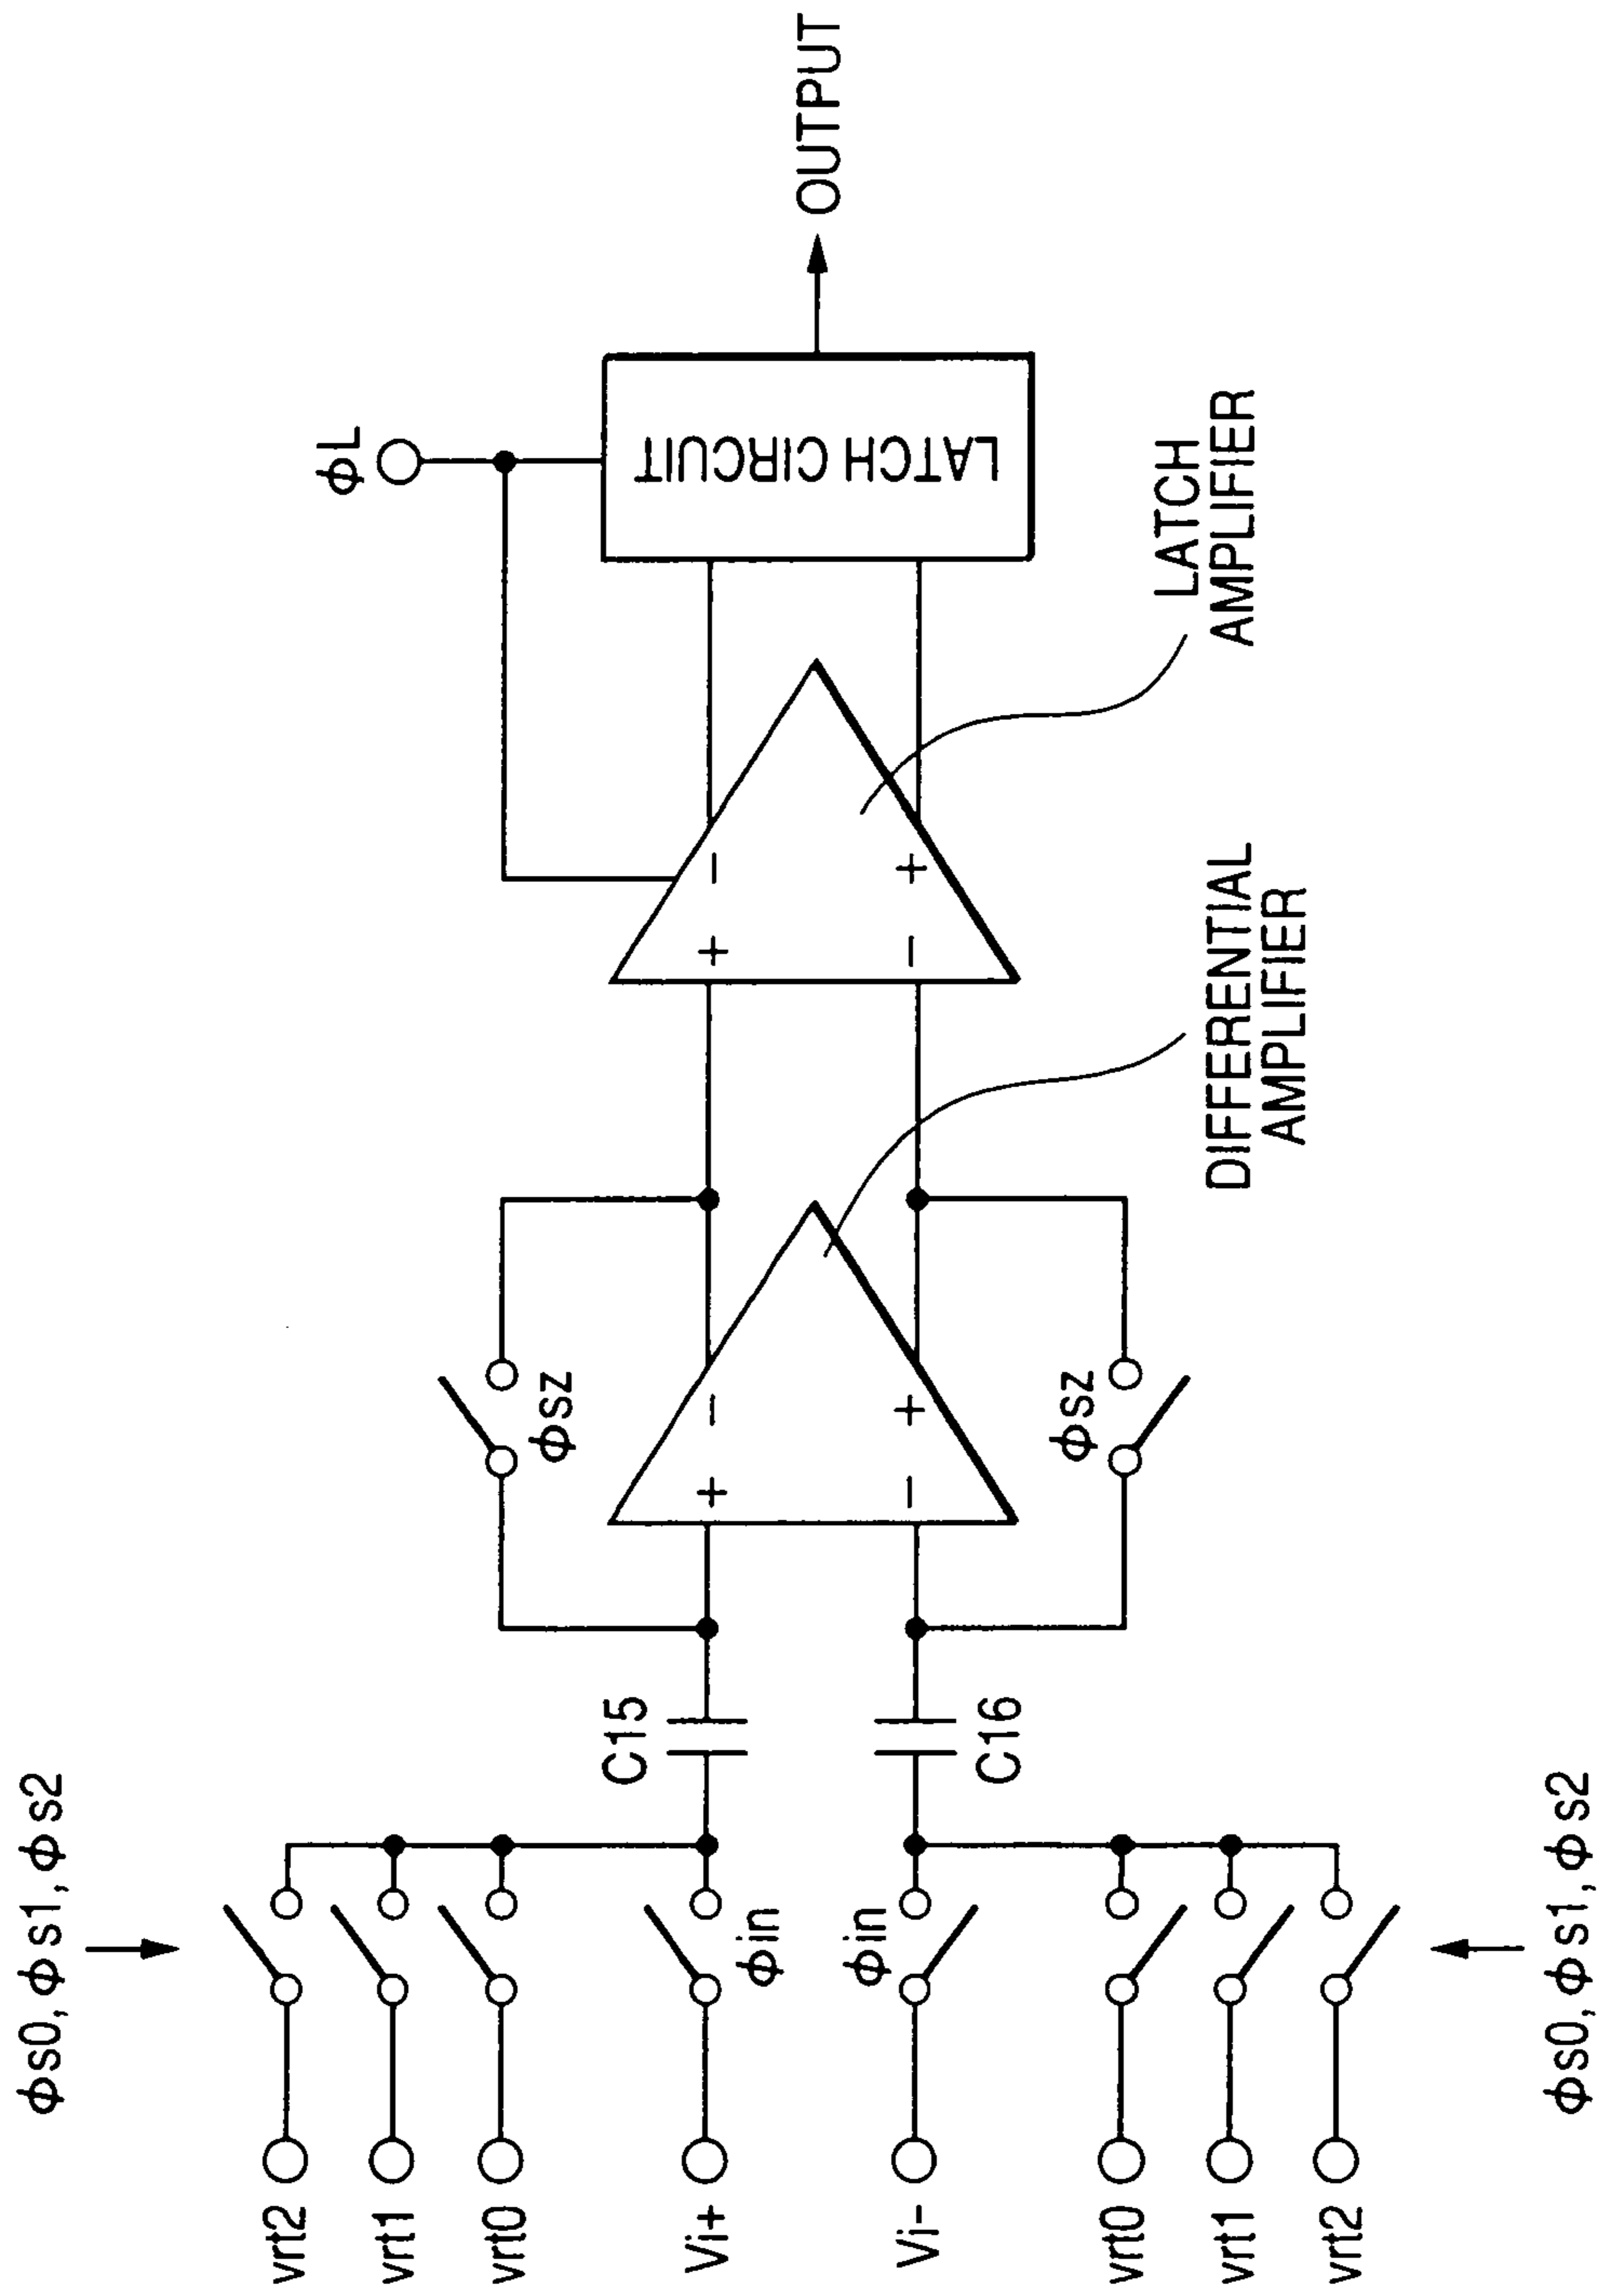 ϕs0, ϕs1, ϕs2
vrt2
vrt1
vrt0
Vi+
Vi-
vrt0
vrt1
vrt2
ϕin
ϕin
ϕs0, ϕs1, ϕs2
C15
C16
ϕsz
ϕsz
+
−
−
+
DIFFERENTIAL
AMPLIFIER
+
−
−
+
LATCH
AMPLIFIER
ϕL
LATCH CIRCUIT
OUTPUT